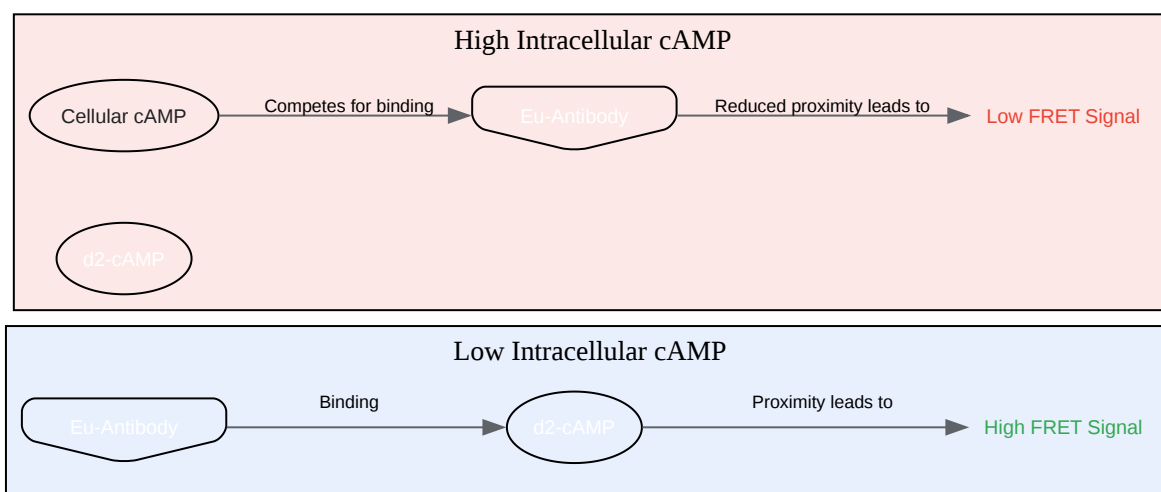 High Intracellular cAMP
Cellular cAMP
Competes for binding
Eu-Antibody
Reduced proximity leads to
Low FRET Signal
d2-cAMP
Low Intracellular cAMP
Eu-Antibody
Binding
d2-cAMP
Proximity leads to
High FRET Signal